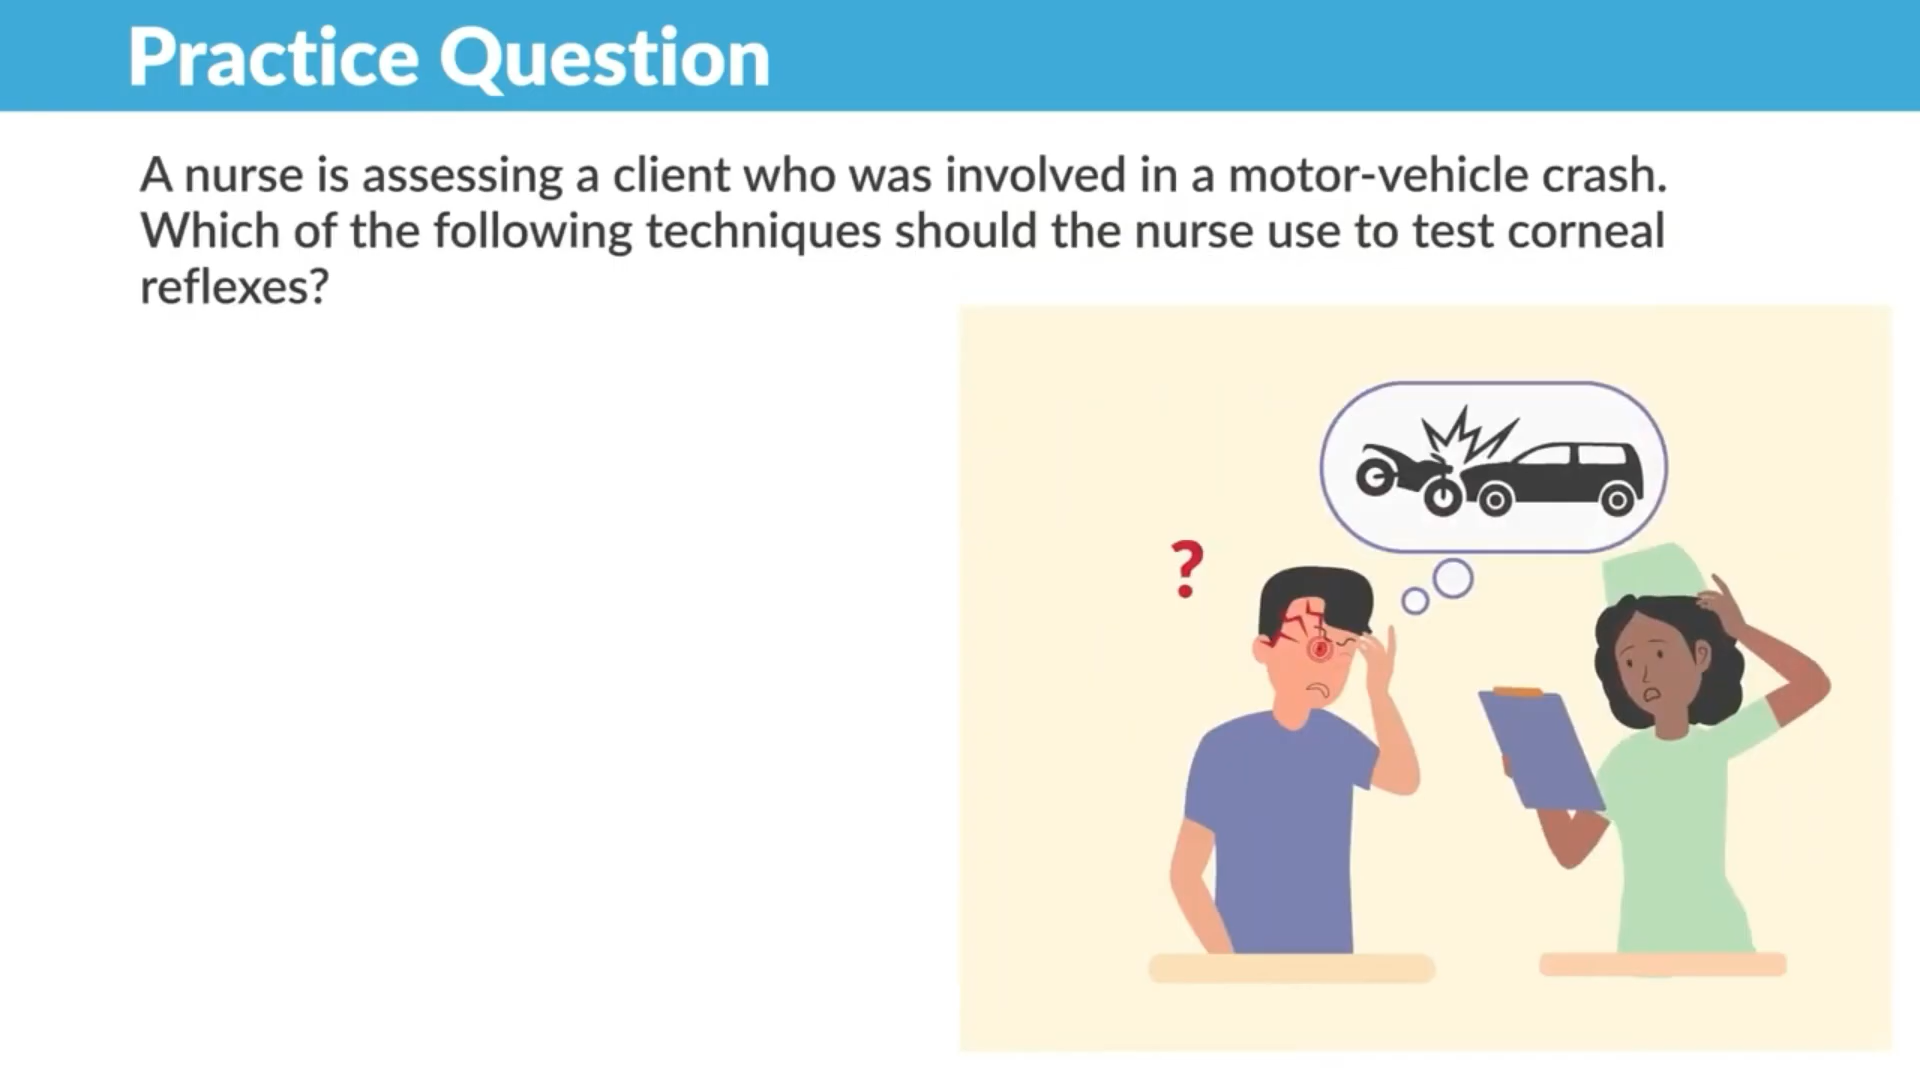 Practice Question
A nurse is assessing a client who was involved in a motor-vehicle crash.
Which of the following techniques should the nurse use to test corneal
reflexes?
?